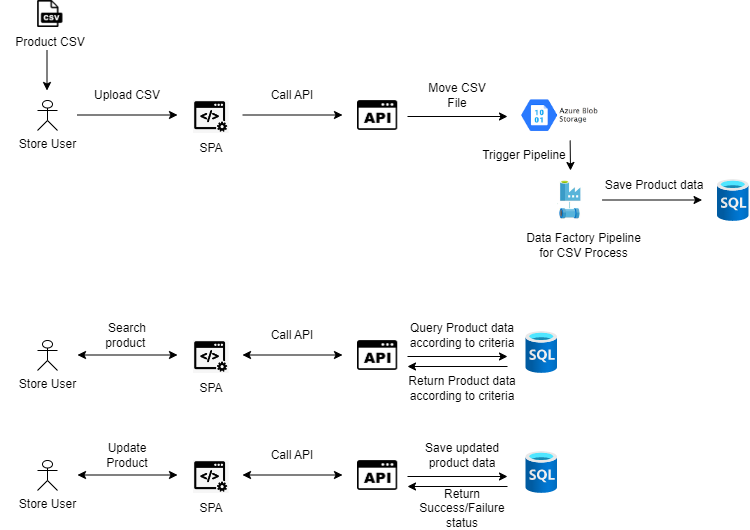 CSV
Product CSV
Upload CSV
Call API
Move CSV
File
</>
API
10
01
Azure Blob
Storage
Store User
SPA
Trigger Pipeline
Save Product data
SQL
Data Factory Pipeline
for CSV Process
Search
product
Call API
Query Product data
according to criteria
</>
API
SQL
Store User
SPA
Return Product data
according to criteria
Update
Product
Call API
Save updated
product data
</>
API
SQL
Store User
SPA
Return
Success/Failure
status